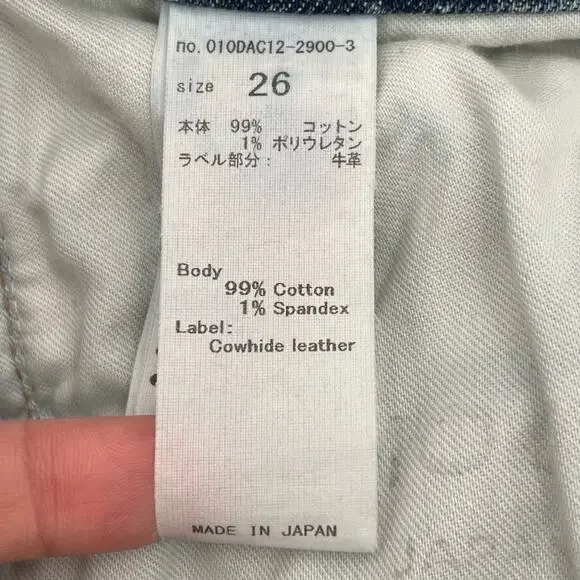 no. 010DAC12-2900-3
size 26
本体 99% コットン
1% ポリウレタン
ラベル部分: 牛革
Body
99% Cotton
1% Spandex
Label:
Cowhide leather
MADE IN JAPAN